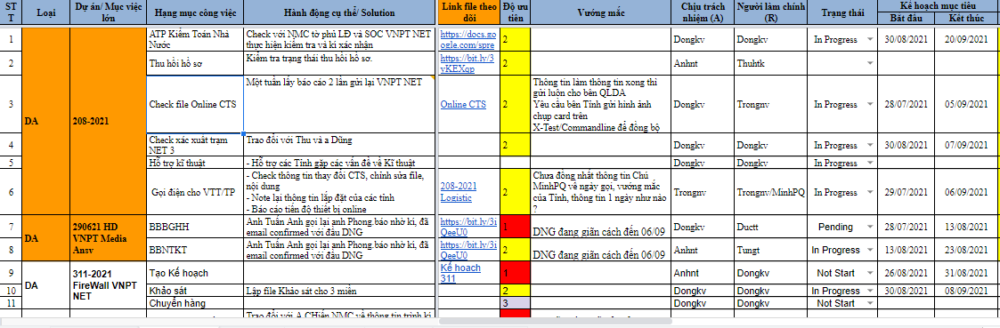 ST
T
Loại
Dự án/ Mục việc
lớn
Hạng mục công việc
Hành động cụ thể/ Solution
Link file theo
dõi
Độ ưu
tiên
Vướng mắc
Chịu trách
nhiệm (A)
Người làm chính
(R)
Trạng thái
Kế hoạch mục tiêu
Bắt đầu
Kết thúc
1
ATP Kiểm Toán Nhà
Nước
Check với NMC tờ phủ LĐ và SOC VNPT NET
thực hiện kiểm tra và kí xác nhận
https://docs.go
ogle.com/spre
2
Dongkv
Dongkv
In Progress
30/08/2021
20/09/2021
2
Thu hồi hồ sơ
Kiểm tra trạng thái thu hồi hồ sơ.
https://bit.ly/3
yKEXqp
2
Anhnt
Thuhtk
DA
208-2021
3
Check file Online CTS
Một tuần lấy báo cáo 2 lần gửi lại VNPT NET
Online CTS
2
Thông tin làm thông tin xong thì
gửi luôn cho bên QLDA
Yêu cầu bên Tỉnh gửi hình ảnh
chụp card trên
X-Test/Commandline để đồng bộ
Dongkv
Trongnv
In Progress
28/07/2021
05/09/2021
4
Check xác xuất trạm
NET 3
Trao đổi với Thu và a Dũng
2
Dongkv
Dongkv
In Progress
30/08/2021
07/09/2021
5
Hỗ trợ kĩ thuật
- Hỗ trợ các Tỉnh gặp các vấn đề về Kĩ thuật
Dongkv
Dongkv
In Progress
6
Gọi điện cho VTT/TP
- Check thông tin thay đổi CTS, chỉnh sửa file,
nội dung
- Note lại thông tin lắp đặt của các tỉnh
- Báo cáo tiến độ thiết bị online
208-2021
Logistic
2
Chưa đồng nhất thông tin Chú
MinhPQ về ngày gọi, vướng mắc
của Tỉnh, thông tin 1 ngày như nào
?
Trongnv
Trongnv/MinhPQ
In Progress
29/07/2021
06/09/2021
DA
290621 HD
VNPT Media
Ansv
7
BBBGHH
Anh Tuấn Anh gọi lại anh Phong.báo nhờ kí, đã
email confirmed với đầu DNG
https://bit.ly/3i
QeeU0
1
DNG đang giãn cách đến 06/09
Dongkv
Ductt
Pending
28/07/2021
13/08/2021
8
BBNTKT
Anh Tuấn Anh gọi lại anh Phong.báo nhờ kí, đã
email confirmed với đầu DNG
https://bit.ly/3i
QeeU0
2
DNG đang giãn cách đến 06/09
Anhnt
Tungt
In Progress
13/08/2021
23/08/2021
DA
311-2021
FireWall VNPT
NET
9
Tạo Kế hoạch
Kế hoạch
311
1
Anhnt
Dongkv
Not Start
26/08/2021
31/08/2021
10
Khảo sát
Lập file Khảo sát cho 3 miền
2
Dongkv
Dongkv
In Progress
30/08/2021
08/09/2021
11
Chuyển hàng
3
Dongkv
Dongkv
Not Start
Trao đổi với A CHiến NMC về thông tin trình kí